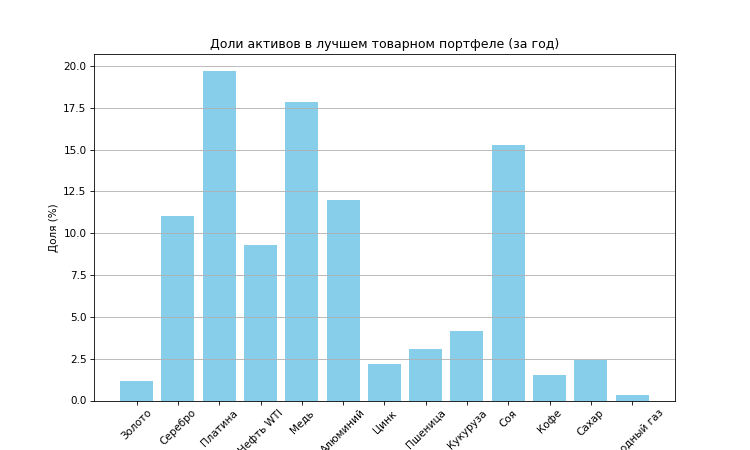 Доли активов в лучшем товарном портфеле (за год)
Доля (%)
20.0
17.5
15.0
12.5
10.0
7.5
5.0
2.5
0.0
Золото
Серебро
Платина
Нефть WTI
Медь
Алюминий
Цинк
Пшеница
Кукуруза
Соя
Кофе
Сахар
газ